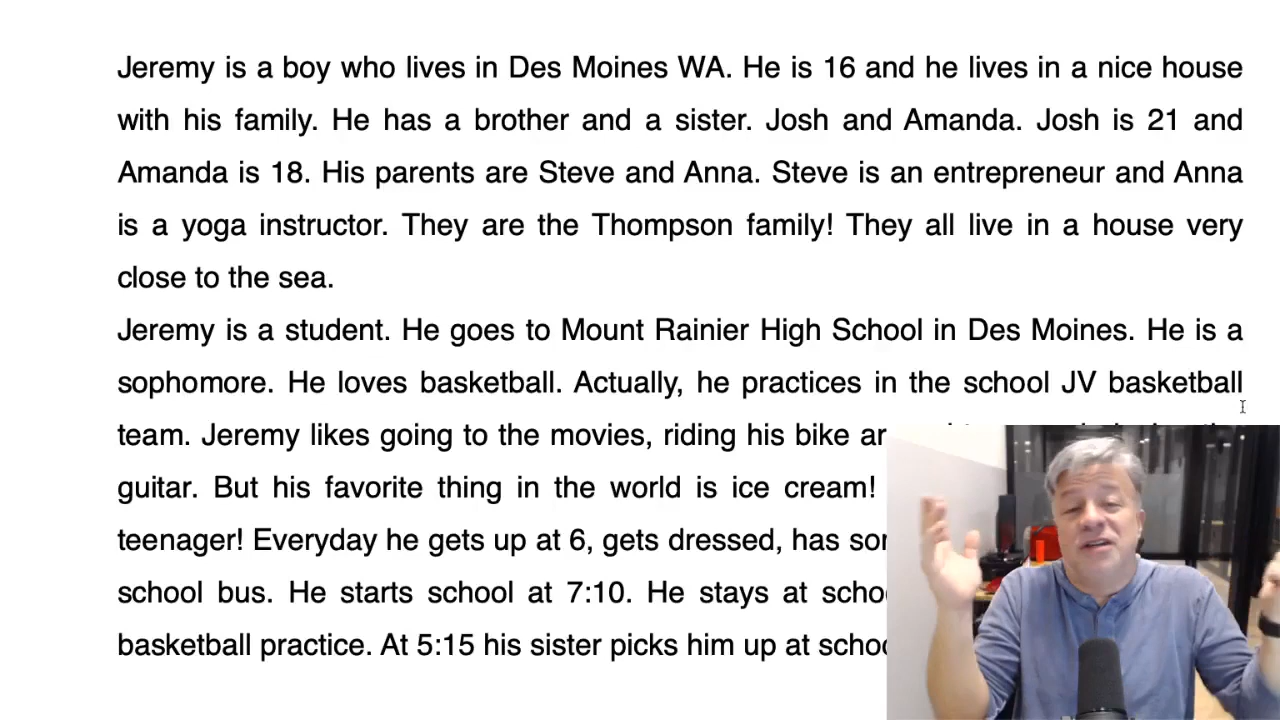 Jeremy is a boy who lives in Des Moines WA. He is 16 and he lives in a nice house
with his family. He has a brother and a sister. Josh and Amanda. Josh is 21 and
Amanda is 18. His parents are Steve and Anna. Steve is an entrepreneur and Anna
is a yoga instructor. They are the Thompson family! They all live in a house very
close to the sea.
Jeremy is a student. He goes to Mount Rainier High School in Des Moines. He is a
sophomore. He loves basketball. Actually, he practices in the school JV basketball
team. Jeremy likes going to the movies, riding his bike
guitar. But his favorite thing in the world is ice cream!
teenager! Everyday he gets up at 6, gets dressed, has
school bus. He starts school at 7:10. He stays at
basketball practice. At 5:15 his sister picks him up at